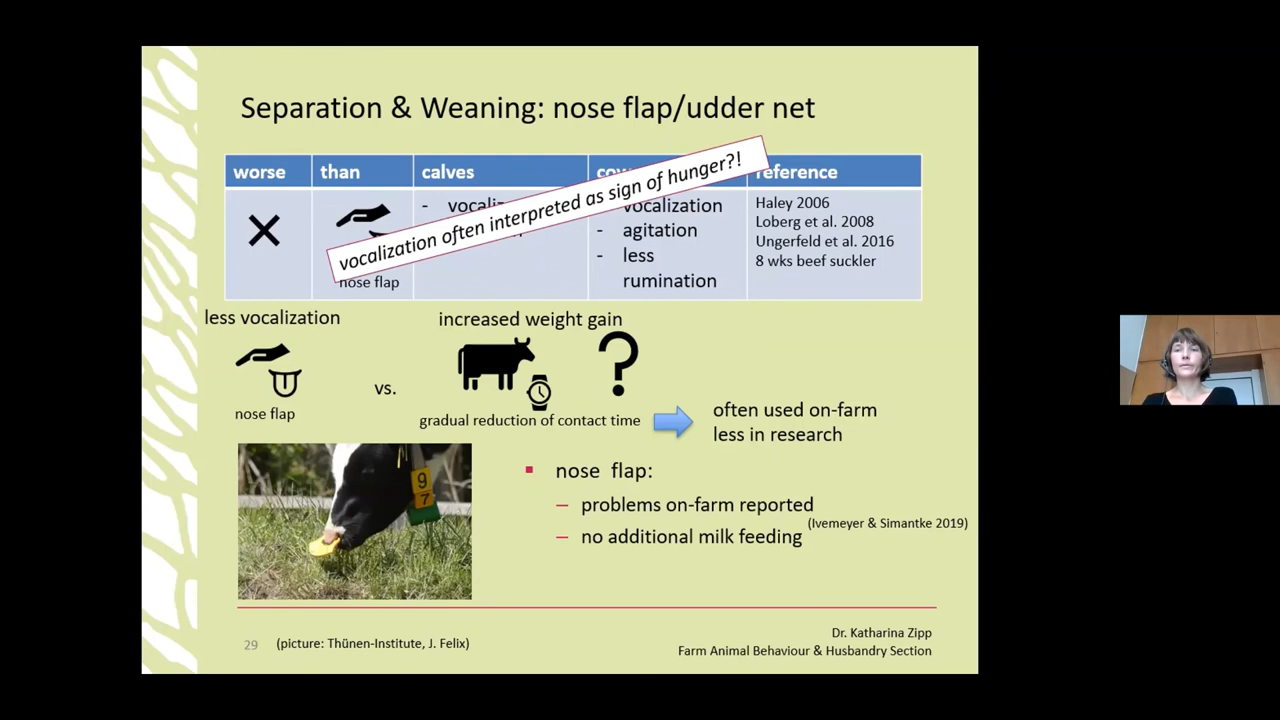 Separation & Weaning: nose flap/udder net
worse than calves reference
vocalization often interpreted as sign of hunger?!
- vocalization
- agitation
- less
rumination
Haley 2006
Loberg et al. 2008
Ungerfeld et al. 2016
8 wks beef suckler
nose flap
less vocalization
increased weight gain
nose flap
vs.
gradual reduction of contact time
often used on-farm
less in research
9
7
▪ nose flap:
– problems on-farm reported
(Ivemeyer & Simantke 2019)
– no additional milk feeding
29
(picture: Thünen-Institute, J. Felix)
Dr. Katharina Zipp
Farm Animal Behaviour & Husbandry Section